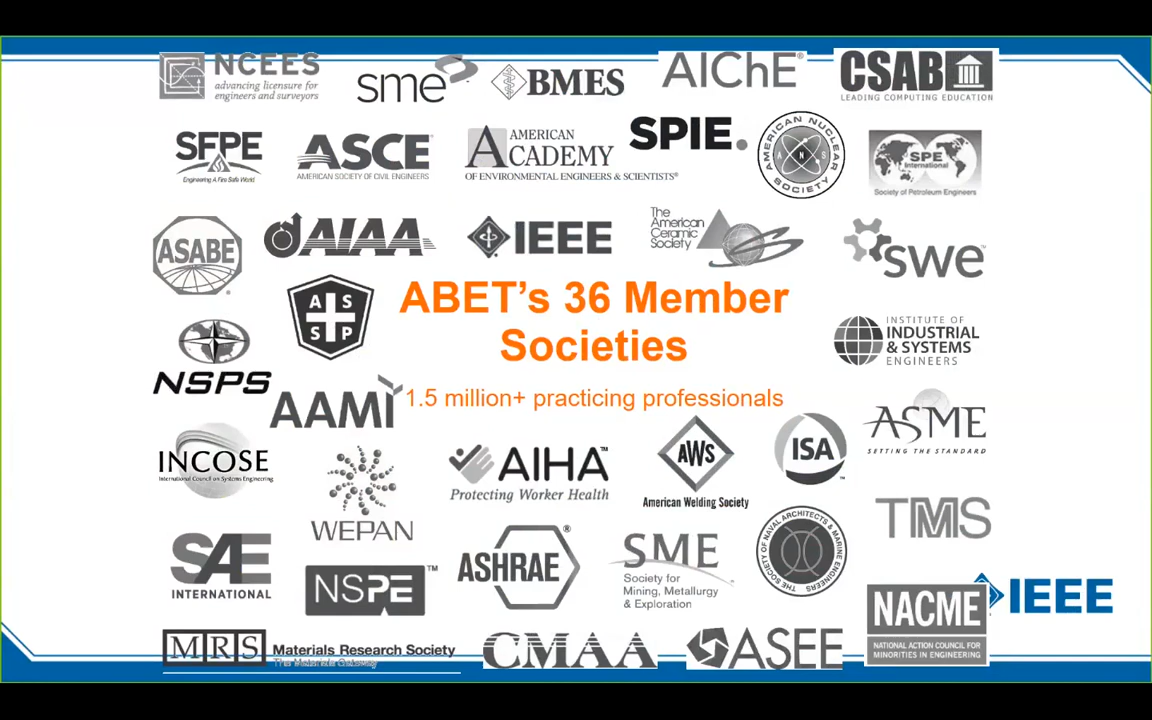 NCEES
advancing licensure for
engineers and surveyors
sme
BMES
AIChE®
CSAB
LEADING COMPUTING EDUCATION
SFPE
Engineering A Fire Safe World
ASCE
AMERICAN SOCIETY OF CIVIL ENGINEERS
AMERICAN
ACADEMY
OF ENVIRONMENTAL ENGINEERS & SCIENTISTS®
SPIE.
AMERICAN NUCLEAR SOCIETY
ANS
SPE
International
Society of Petroleum Engineers
ASABE
AIAA
IEEE
The
American
Ceramic
Society
swe
ASSP
ABET's 36 Member
Societies
1.5 million+ practicing professionals
INSTITUTE OF
INDUSTRIAL
& SYSTEMS
ENGINEERS
NSPS
AAMI
ASME
SETTING THE STANDARD
INCOSE
International Council on Systems Engineering
WEPAN
AIHA™
Protecting Worker Health
AWS
American Welding Society
ISA
TMS
SAE
INTERNATIONAL
NSPE™
ASHRAE®
SME
Society for
Mining, Metallurgy
& Exploration
THE SOCIETY OF NAVAL ARCHITECTS & MARINE ENGINEERS
NACME
NATIONAL ACTION COUNCIL FOR
MINORITIES IN ENGINEERING
IEEE
MRS
Materials Research Society
CMAA
ASEE